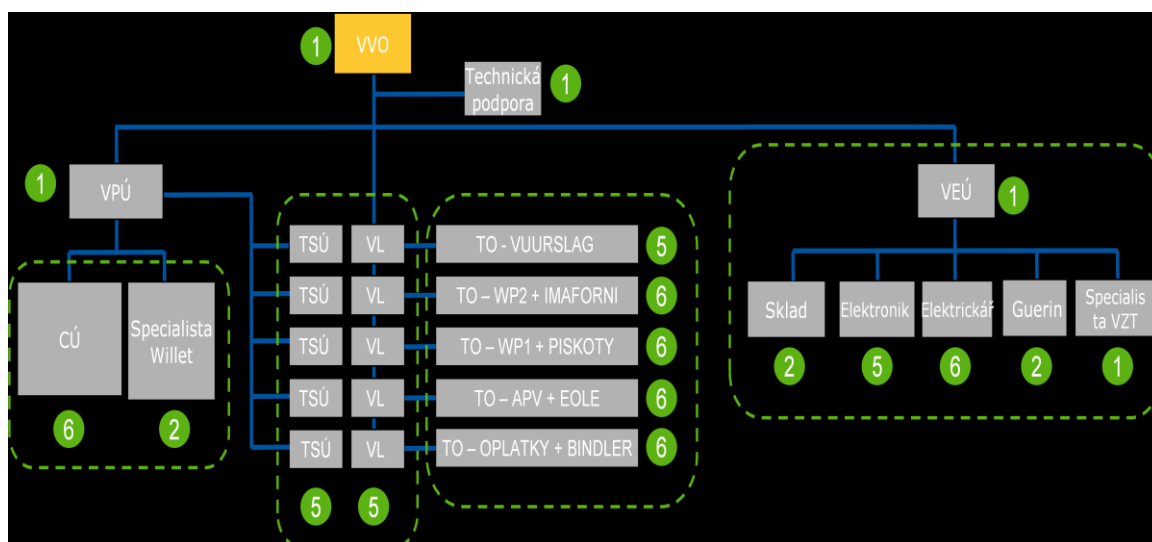 1
VVO
Technická
podpora
1
1
VPÚ
VEÚ
1
TSÚ
VL
TO - VUURSLAG
5
TSÚ
VL
TO – WP2 + IMAFORNI
6
TSÚ
VL
TO – WP1 + PISKOTY
6
TSÚ
VL
TO – APV + EOLE
6
TSÚ
VL
TO – OPLATKY + BINDLER
6
5
5
CÚ
Specialista
Willet
6
2
Sklad
Elektronik
Elektrickář
Guerin
Specialis
ta VZT
2
5
6
2
1